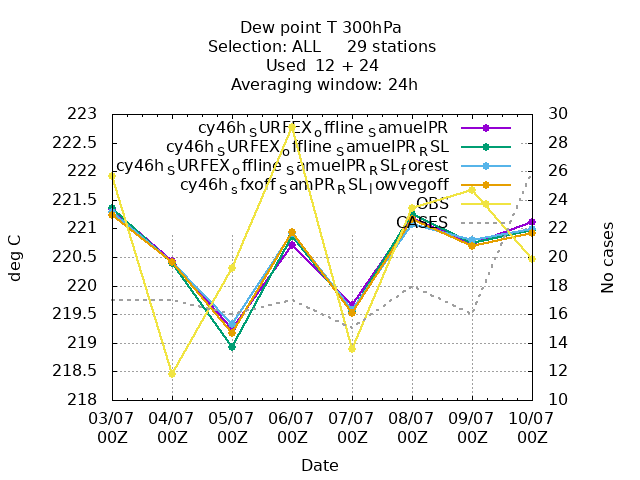 Dew point T 300hPa
Selection: ALL     29 stations
Used  12 + 24
Averaging window: 24h
223
222.5
222
221.5
221
220.5
220
219.5
219
218.5
218
deg C
30
28
26
24
22
20
18
16
14
12
10
No cases
cy46h_SURFEX_offline_SamuelPR
cy46h_SURFEX_offline_SamuelPR_RSL
cy46h_SURFEX_offline_SamuelPR_RSL_forest
cy46h_sfxoff_SamPR_RSL_lowvegoff
OBS
CASES
03/07 04/07 05/07 06/07 07/07 08/07 09/07 10/07
00Z 00Z 00Z 00Z 00Z 00Z 00Z 00Z
Date